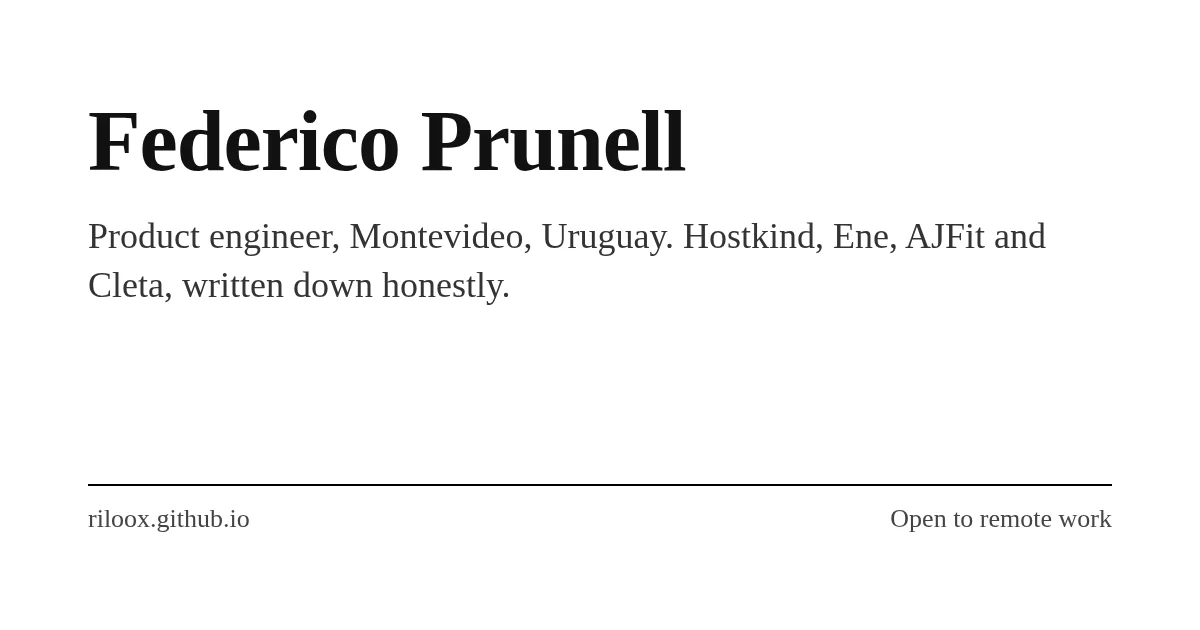 Federico Prunell
Product engineer, Montevideo, Uruguay. Hostkind, Ene, AJFit and
Cleta, written down honestly.
riloox.github.io
Open to remote work